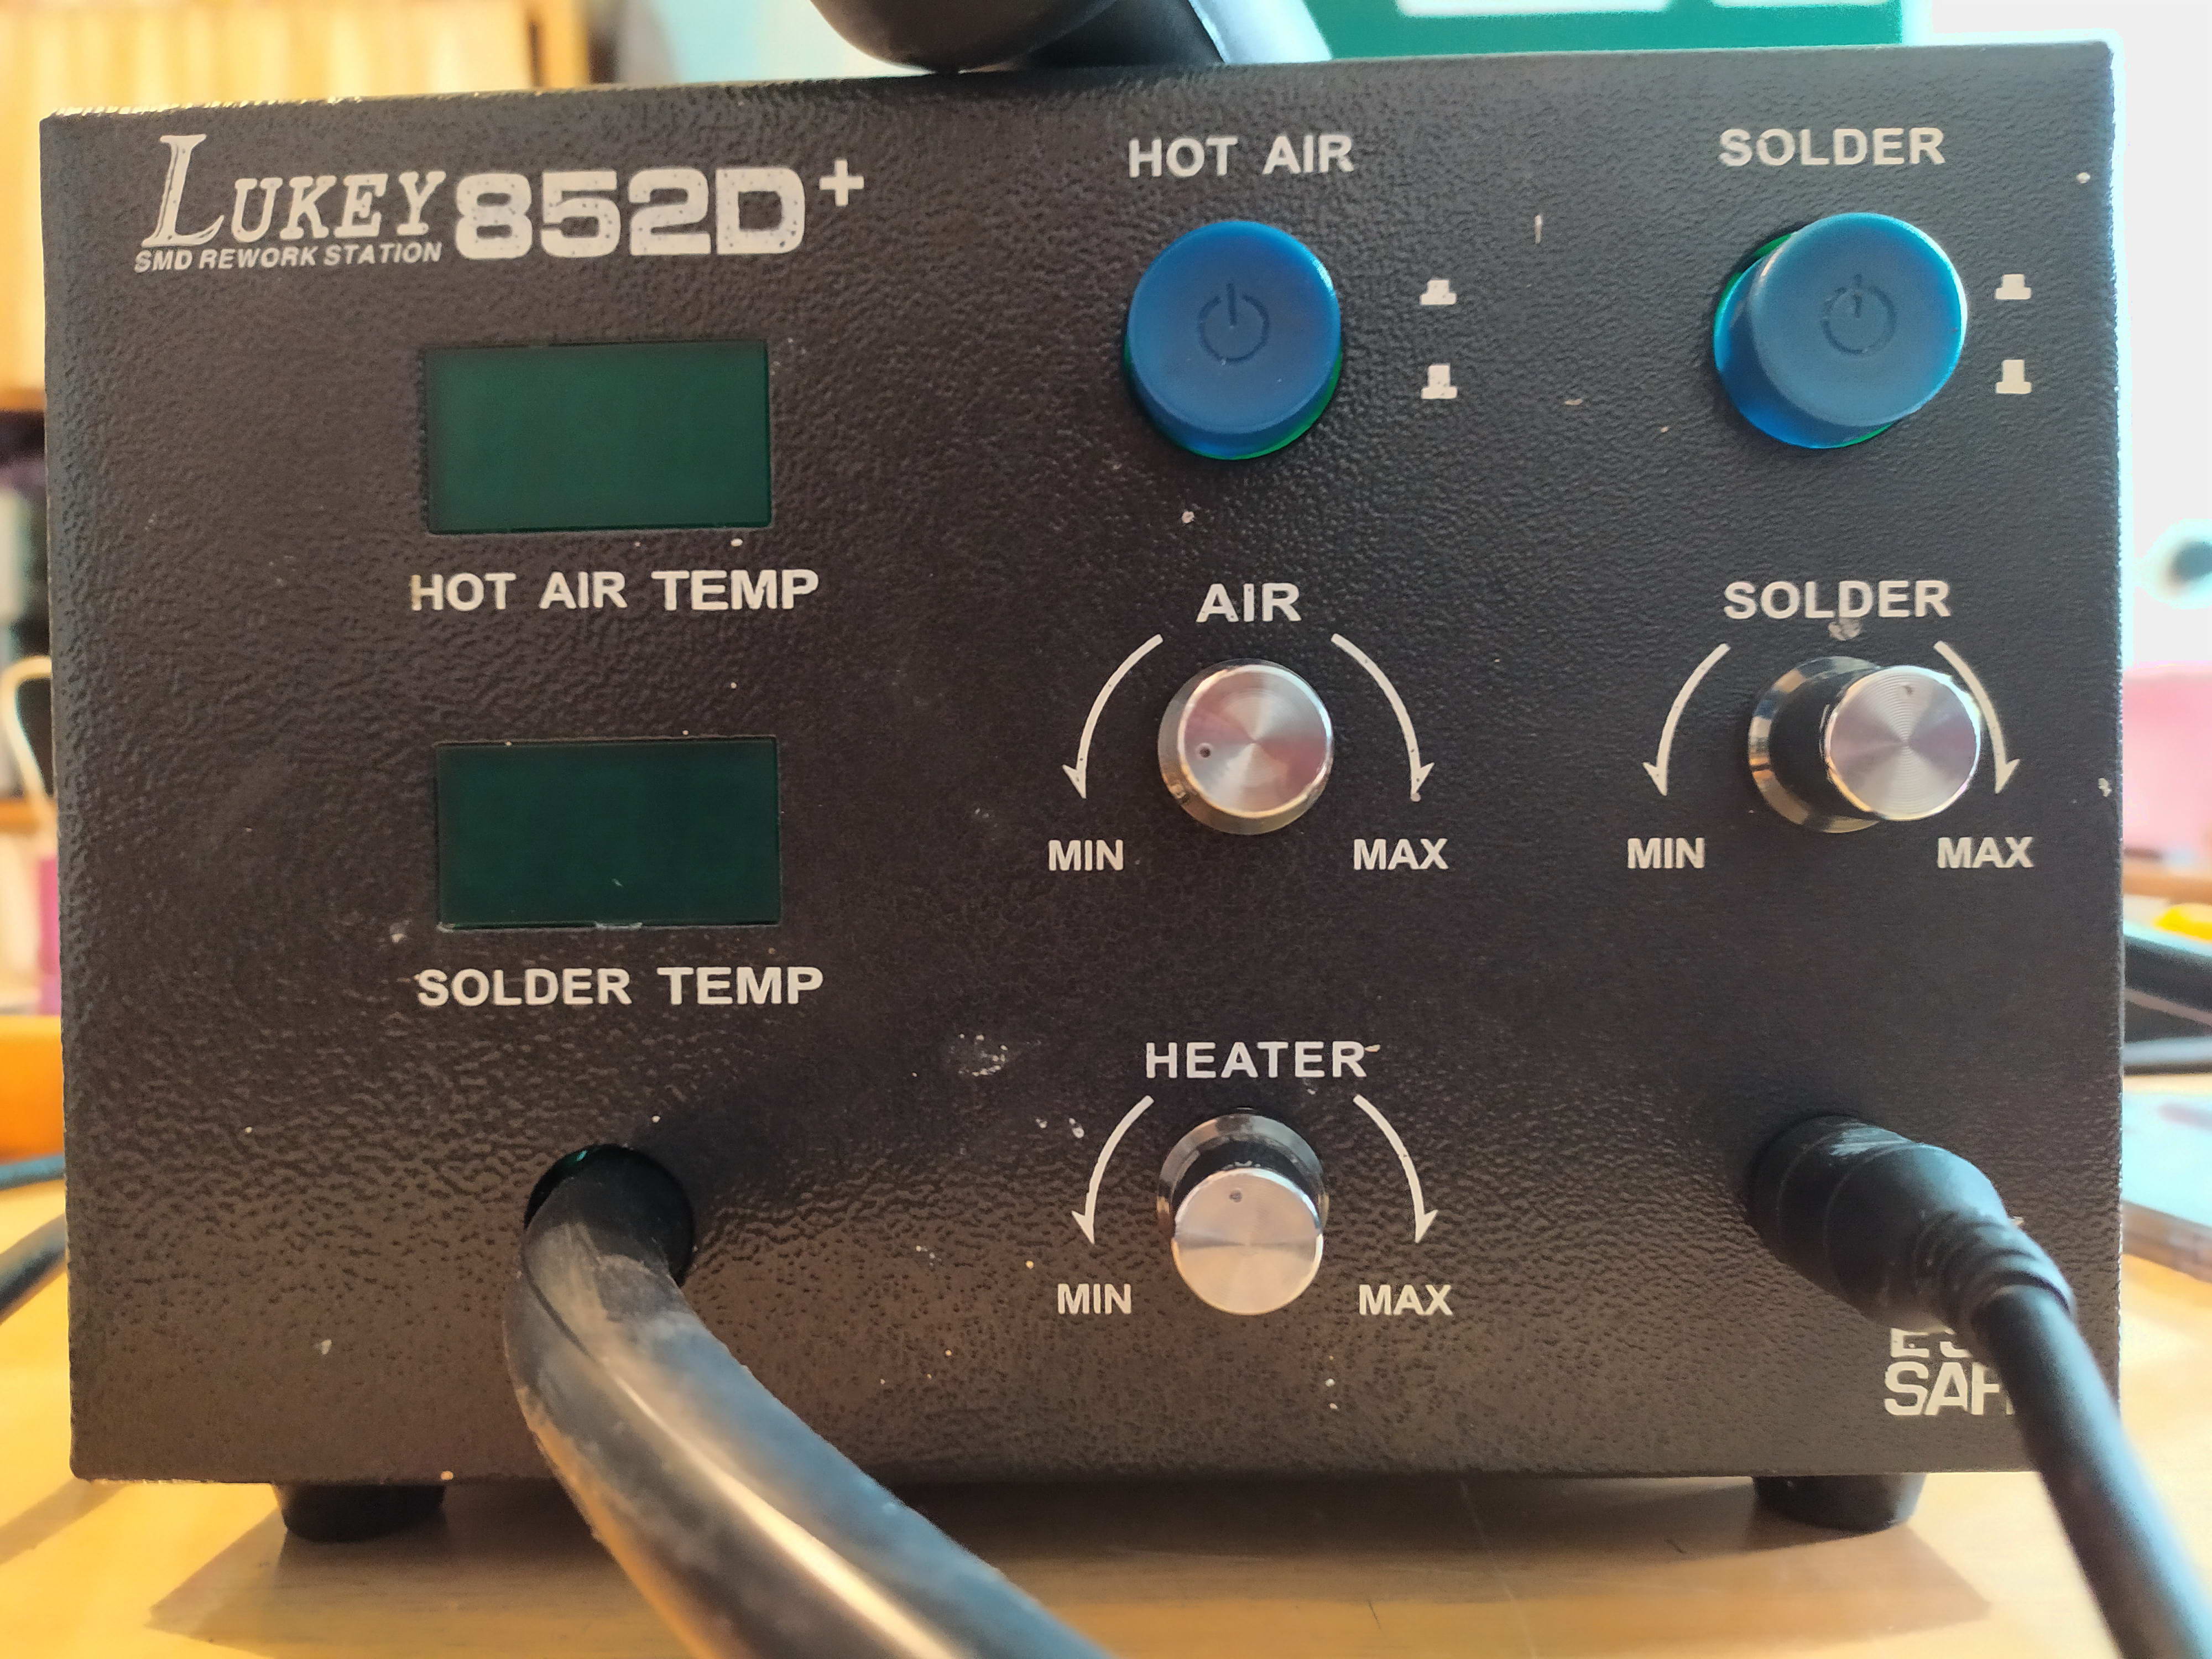 LUKEY 852D+
SMD REWORK STATION
HOT AIR
SOLDER
HOT AIR TEMP
AIR
SOLDER
MIN
MAX
MIN
MAX
SOLDER TEMP
HEATER
MIN
MAX